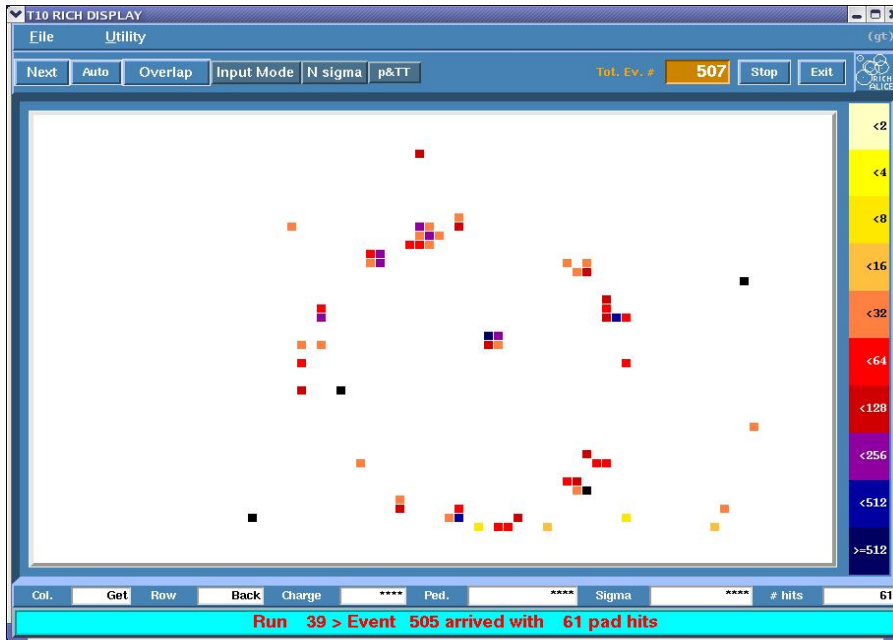 T10 RICH DISPLAY
File Utility (gt)
Next Auto Overlap Input Mode N sigma p&TT Tot. Ev. # 507 Stop Exit
RICH
ALICE
<2
<4
<8
<16
<32
<64
<128
<256
<512
>=512
Col. Get Row Back Charge **** Ped. **** Sigma **** # hits 61
Run 39 > Event 505 arrived with 61 pad hits